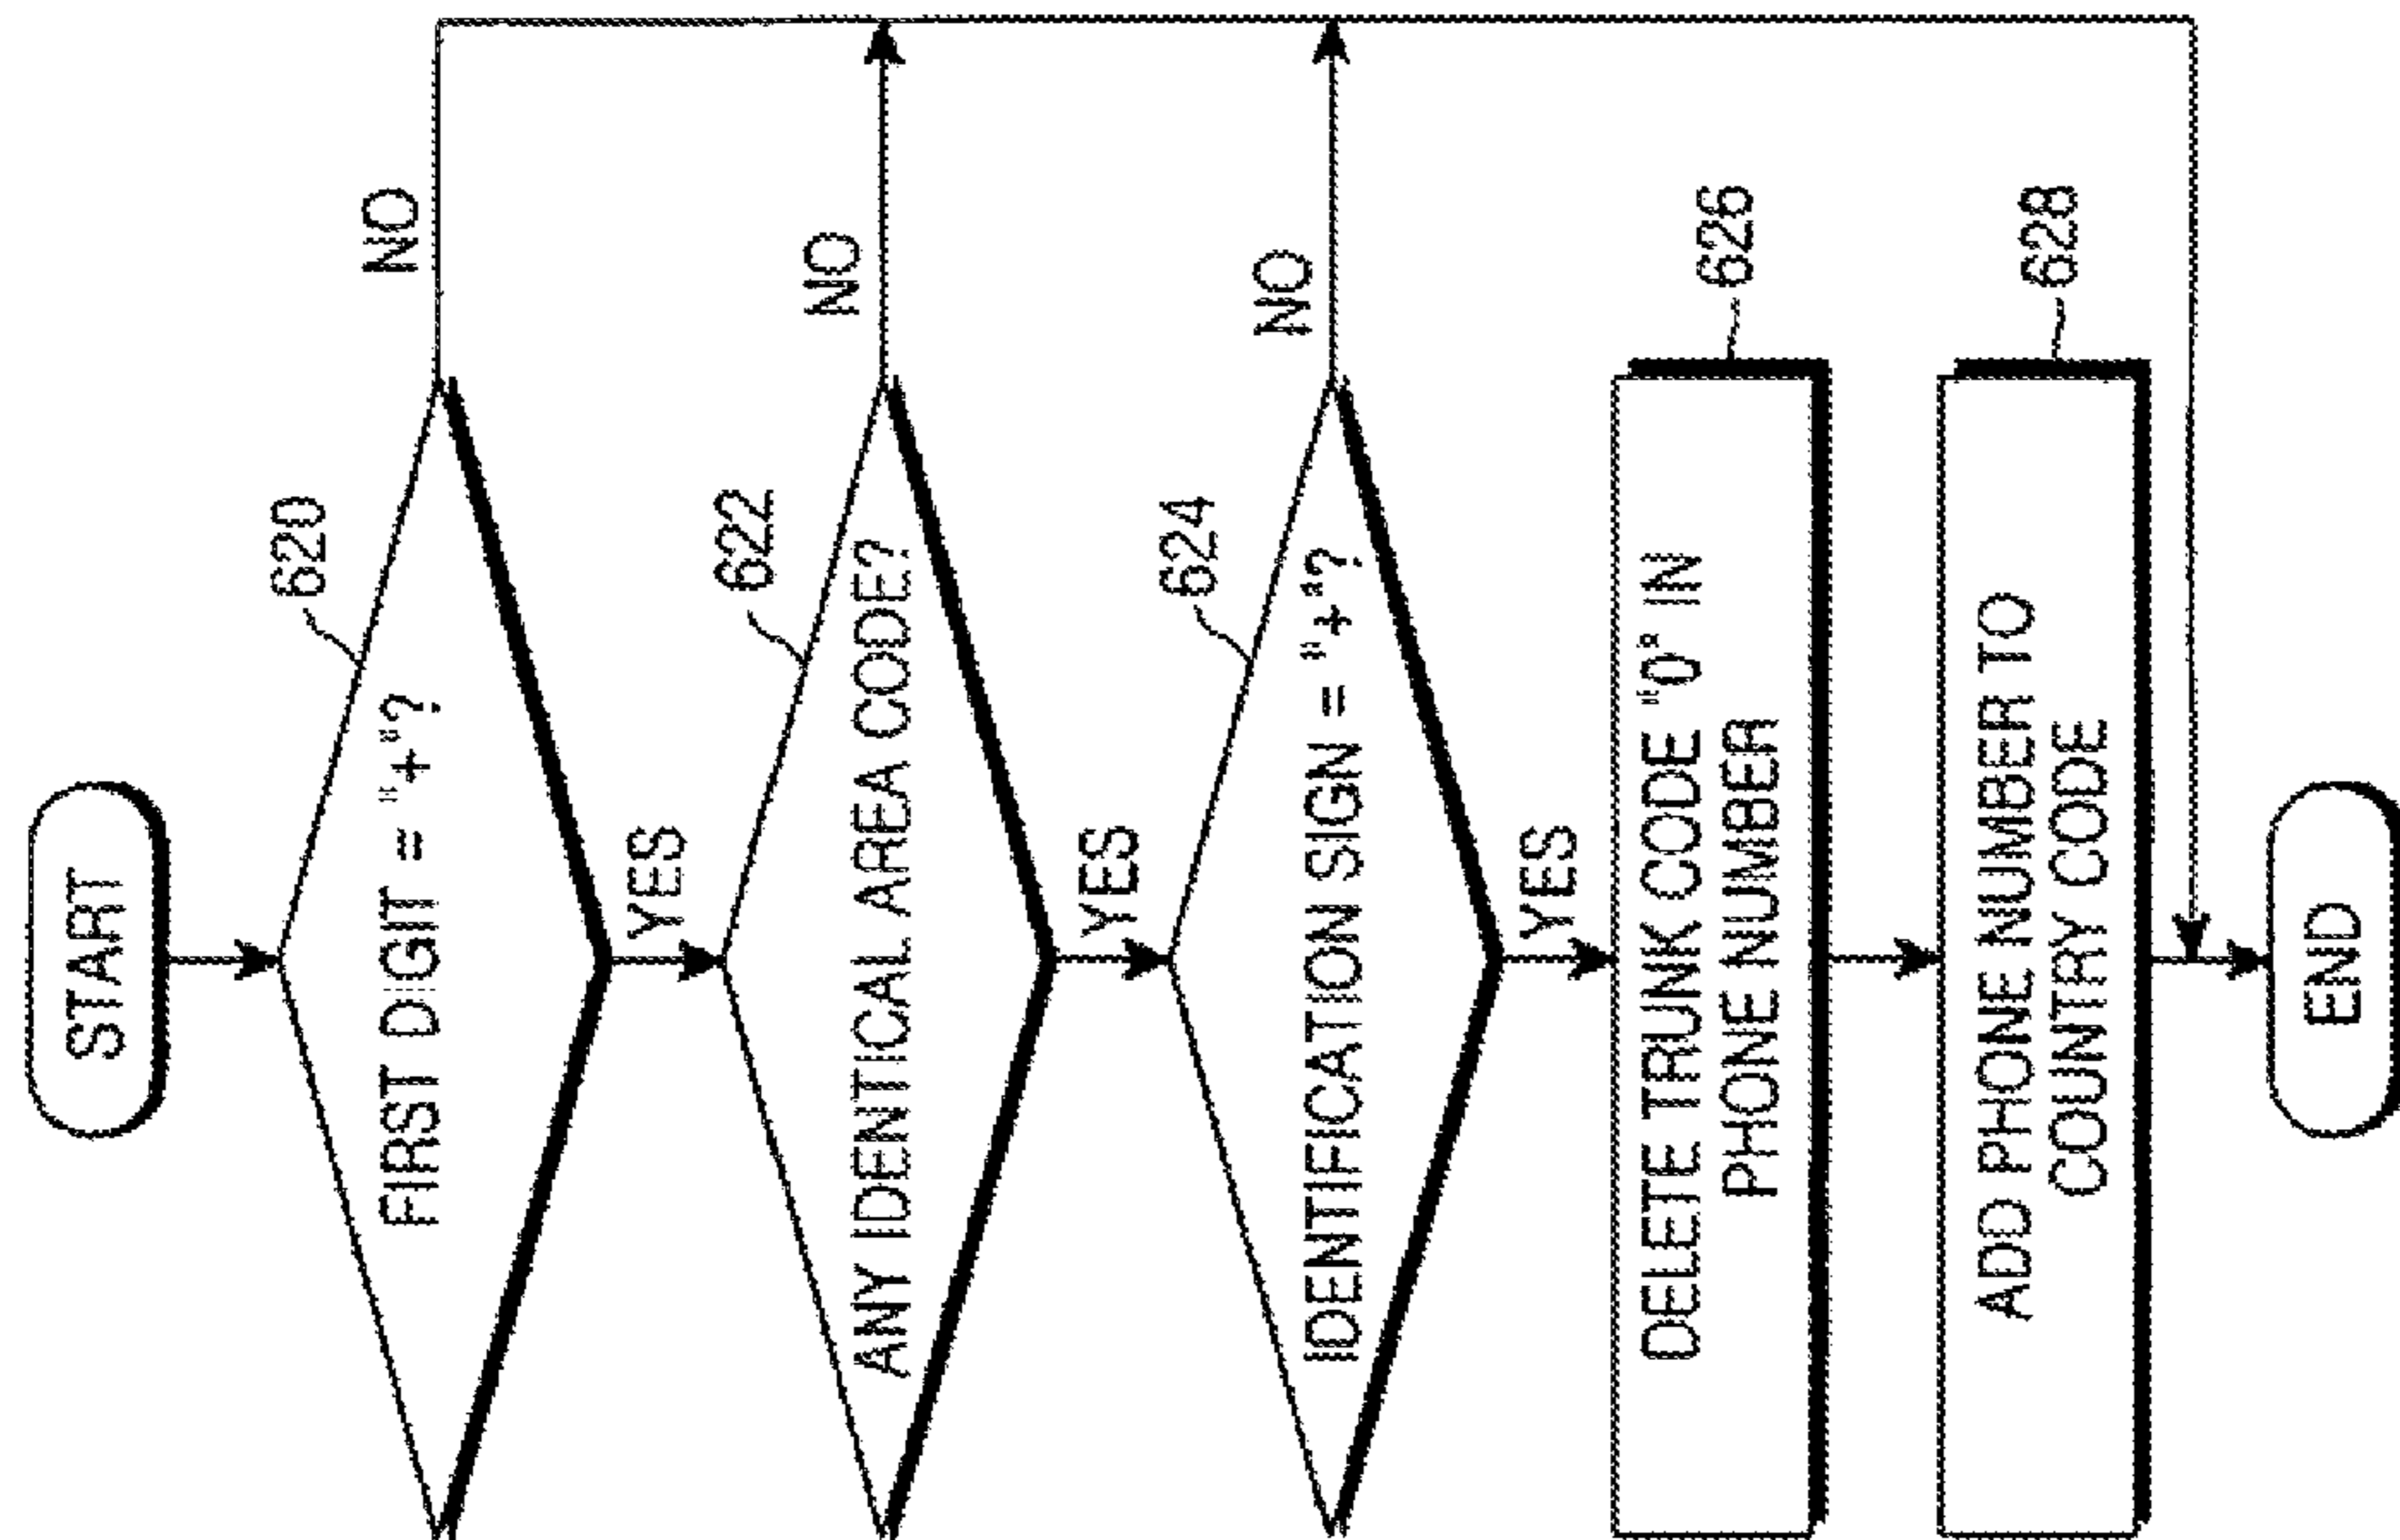 START
620
FIRST DIGIT = "+"?
NO
YES
622
ANY IDENTICAL AREA CODE?
NO
YES
624
IDENTIFICATION SIGN = "+"?
NO
YES
626
DELETE TRUNK CODE "0" IN
PHONE NUMBER
628
ADD PHONE NUMBER TO
COUNTRY CODE
END